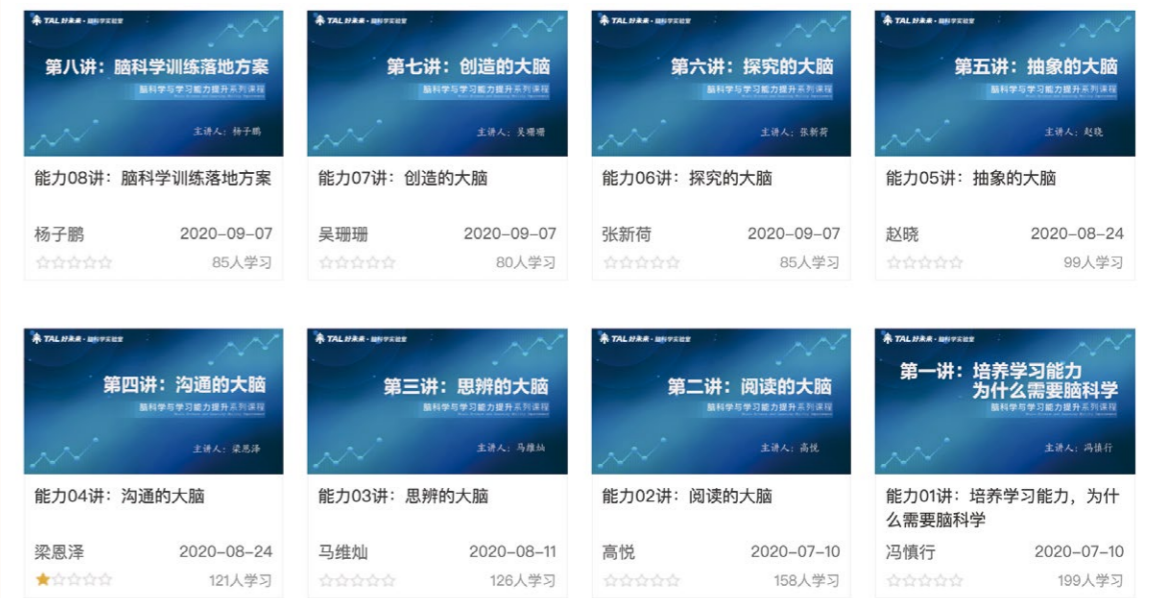 TAL 好未来·脑科学实验室
第八讲：脑科学训练落地方案
脑科学与学习能力提升系列课程
主讲人：杨子鹏
能力08讲：脑科学训练落地方案
杨子鹏 2020-09-07
85人学习
TAL 好未来·脑科学实验室
第七讲：创造的大脑
脑科学与学习能力提升系列课程
主讲人：吴珊珊
能力07讲：创造的大脑
吴珊珊 2020-09-07
80人学习
TAL 好未来·脑科学实验室
第六讲：探究的大脑
脑科学与学习能力提升系列课程
主讲人：张新荷
能力06讲：探究的大脑
张新荷 2020-09-07
85人学习
TAL 好未来·脑科学实验室
第五讲：抽象的大脑
脑科学与学习能力提升系列课程
主讲人：赵晓
能力05讲：抽象的大脑
赵晓 2020-08-24
99人学习
TAL 好未来·脑科学实验室
第四讲：沟通的大脑
脑科学与学习能力提升系列课程
主讲人：梁恩泽
能力04讲：沟通的大脑
梁恩泽 2020-08-24
121人学习
TAL 好未来·脑科学实验室
第三讲：思辨的大脑
脑科学与学习能力提升系列课程
主讲人：马维灿
能力03讲：思辨的大脑
马维灿 2020-08-11
126人学习
TAL 好未来·脑科学实验室
第二讲：阅读的大脑
脑科学与学习能力提升系列课程
主讲人：高悦
能力02讲：阅读的大脑
高悦 2020-07-10
158人学习
TAL 好未来·脑科学实验室
第一讲：培养学习能力
为什么需要脑科学
脑科学与学习能力提升系列课程
主讲人：冯慎行
能力01讲：培养学习能力，为什
么需要脑科学
冯慎行 2020-07-10
199人学习